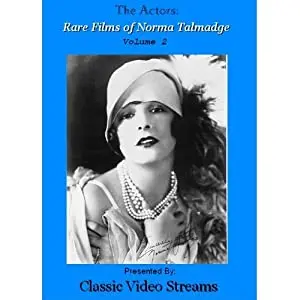 The Actors:
Rare Films of Norma Talmadge
Volume 2
Presented By:
Classic Video Streams